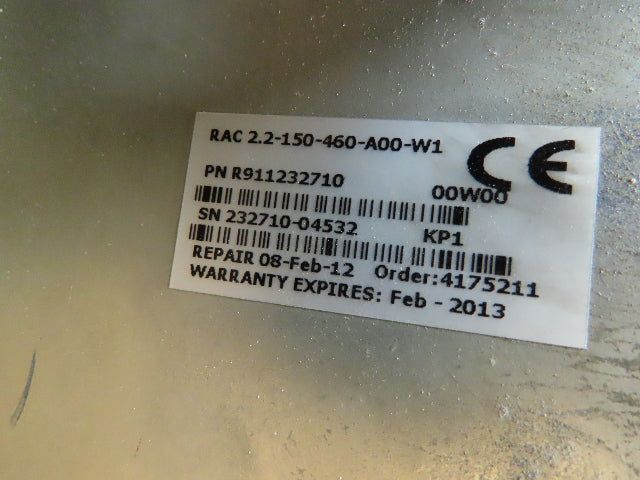 RAC 2.2-150-460-A00-W1
CE
PN R911232710
00W00
SN 232710-04532 KP1
REPAIR 08-Feb-12 Order:4175211
WARRANTY EXPIRES: Feb - 2013